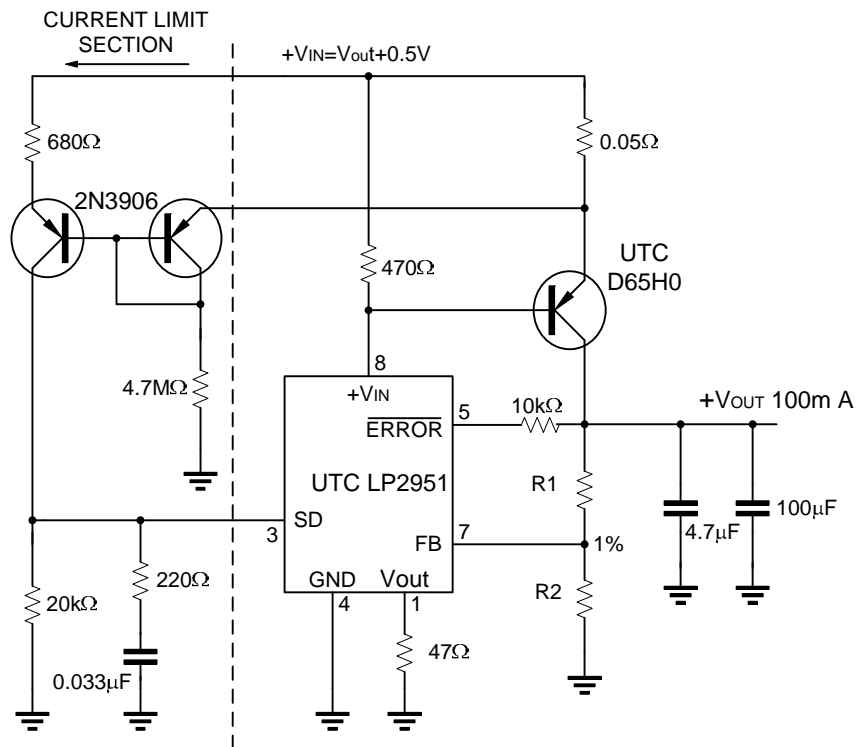 CURRENT LIMIT
SECTION
+VIN=Vout+0.5V
680Ω
0.05Ω
2N3906
470Ω
UTC
D65H0
4.7MΩ
8
+VIN
ERROR
5
10kΩ
+VOUT 100m A
UTC LP2951
R1
SD
3
FB
7
1%
4.7μF
100μF
20kΩ
220Ω
GND
Vout
4
1
R2
47Ω
0.033μF